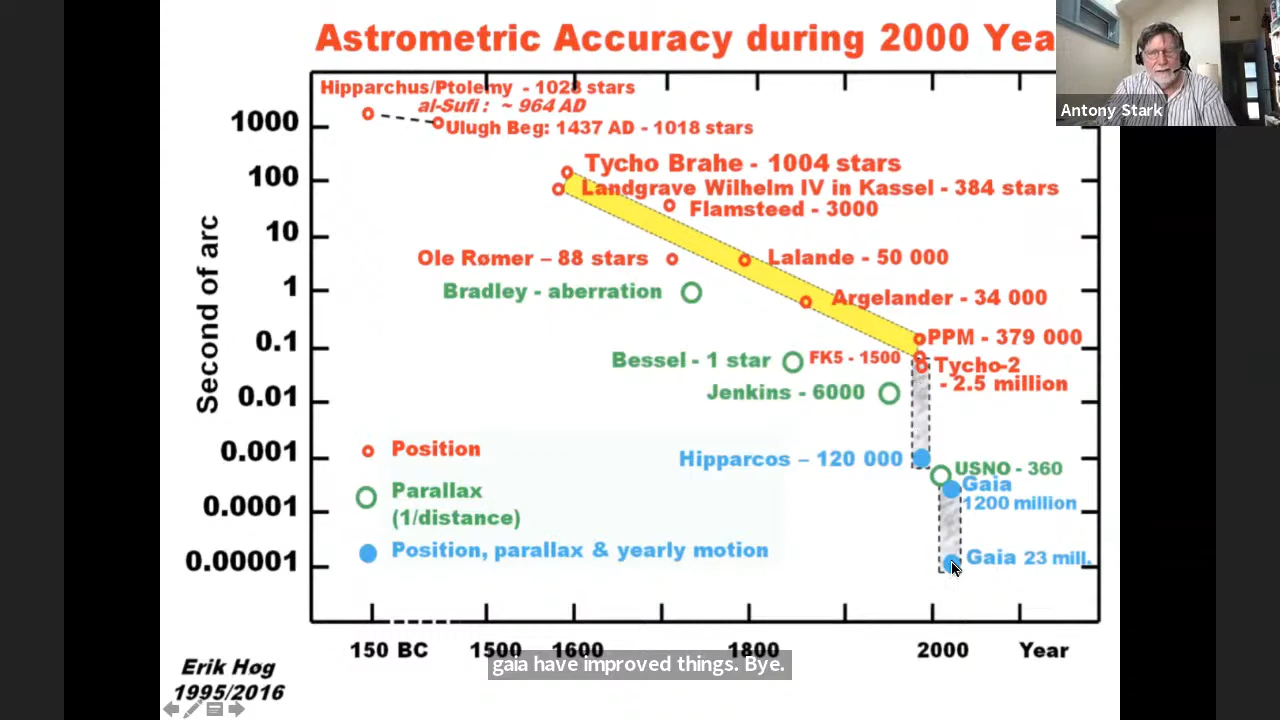 Astrometric Accuracy during 2000 Yea
Antony Stark
Hipparchus/Ptolemy - 1028 stars
al-Sufi : ~ 964 AD
Ulugh Beg: 1437 AD - 1018 stars
Tycho Brahe - 1004 stars
Landgrave Wilhelm IV in Kassel - 384 stars
Flamsteed - 3000
Ole Rømer – 88 stars
Lalande - 50 000
Bradley - aberration
Argelander - 34 000
PPM - 379 000
Bessel - 1 star
FK5 - 1500
Tycho-2
- 2.5 million
Jenkins - 6000
Hipparcos – 120 000
USNO - 360
Gaia
1200 million
Gaia 23 mill.
Position
Parallax
(1/distance)
Position, parallax & yearly motion
Second of arc
1000
100
10
1
0.1
0.01
0.001
0.0001
0.00001
150 BC 1500 1600 1800 2000 Year
Erik Høg
1995/2016
gaia have improved things. Bye.